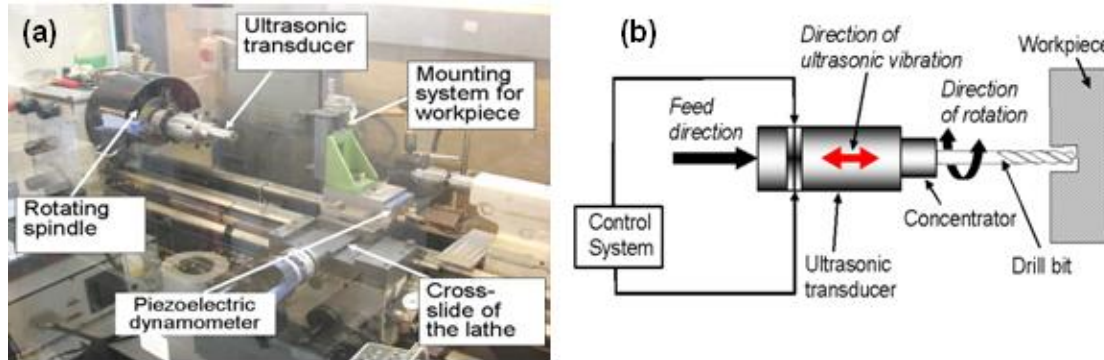 (a)
Ultrasonic
transducer
Mounting
system for
workpiece
Rotating
spindle
Piezoelectric
dynamometer
Cross-
slide of
the lathe
(b)
Direction of
ultrasonic vibration
Workpiece
Feed
direction
Direction
of rotation
Control
System
Concentrator
Ultrasonic
transducer
Drill bit